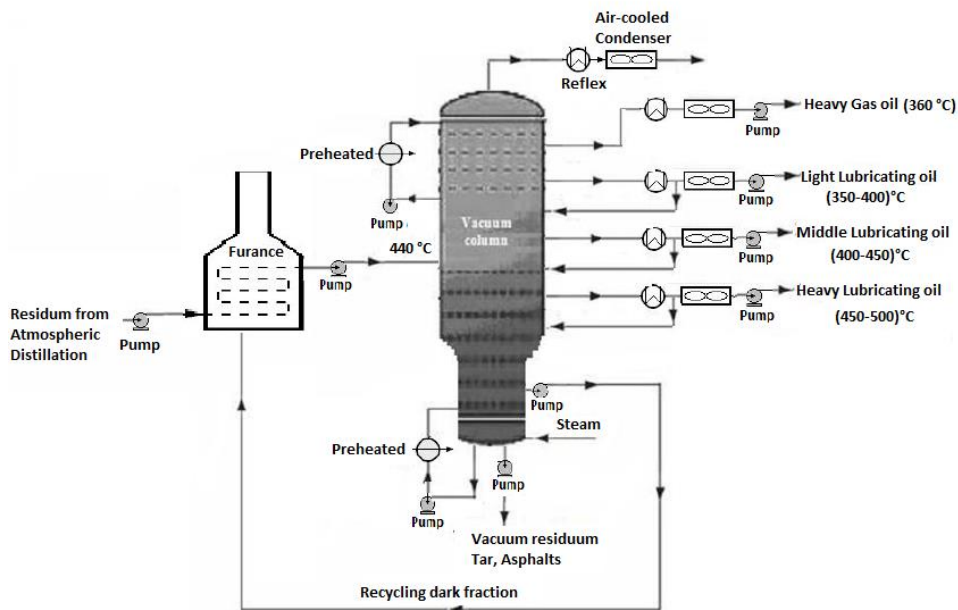 Air-cooled
Condenser
Reflex
Heavy Gas oil (360 °C)
Pump
Preheated
Light Lubricating oil
(350-400)°C
Pump
Pump
Vacuum
column
Middle Lubricating oil
(400-450)°C
Pump
440 °C
Furance
Pump
Heavy Lubricating oil
(450-500)°C
Pump
Residum from
Atmospheric
Distillation
Pump
Pump
Steam
Preheated
Pump
Pump
Vacuum residuum
Tar, Asphalts
Recycling dark fraction